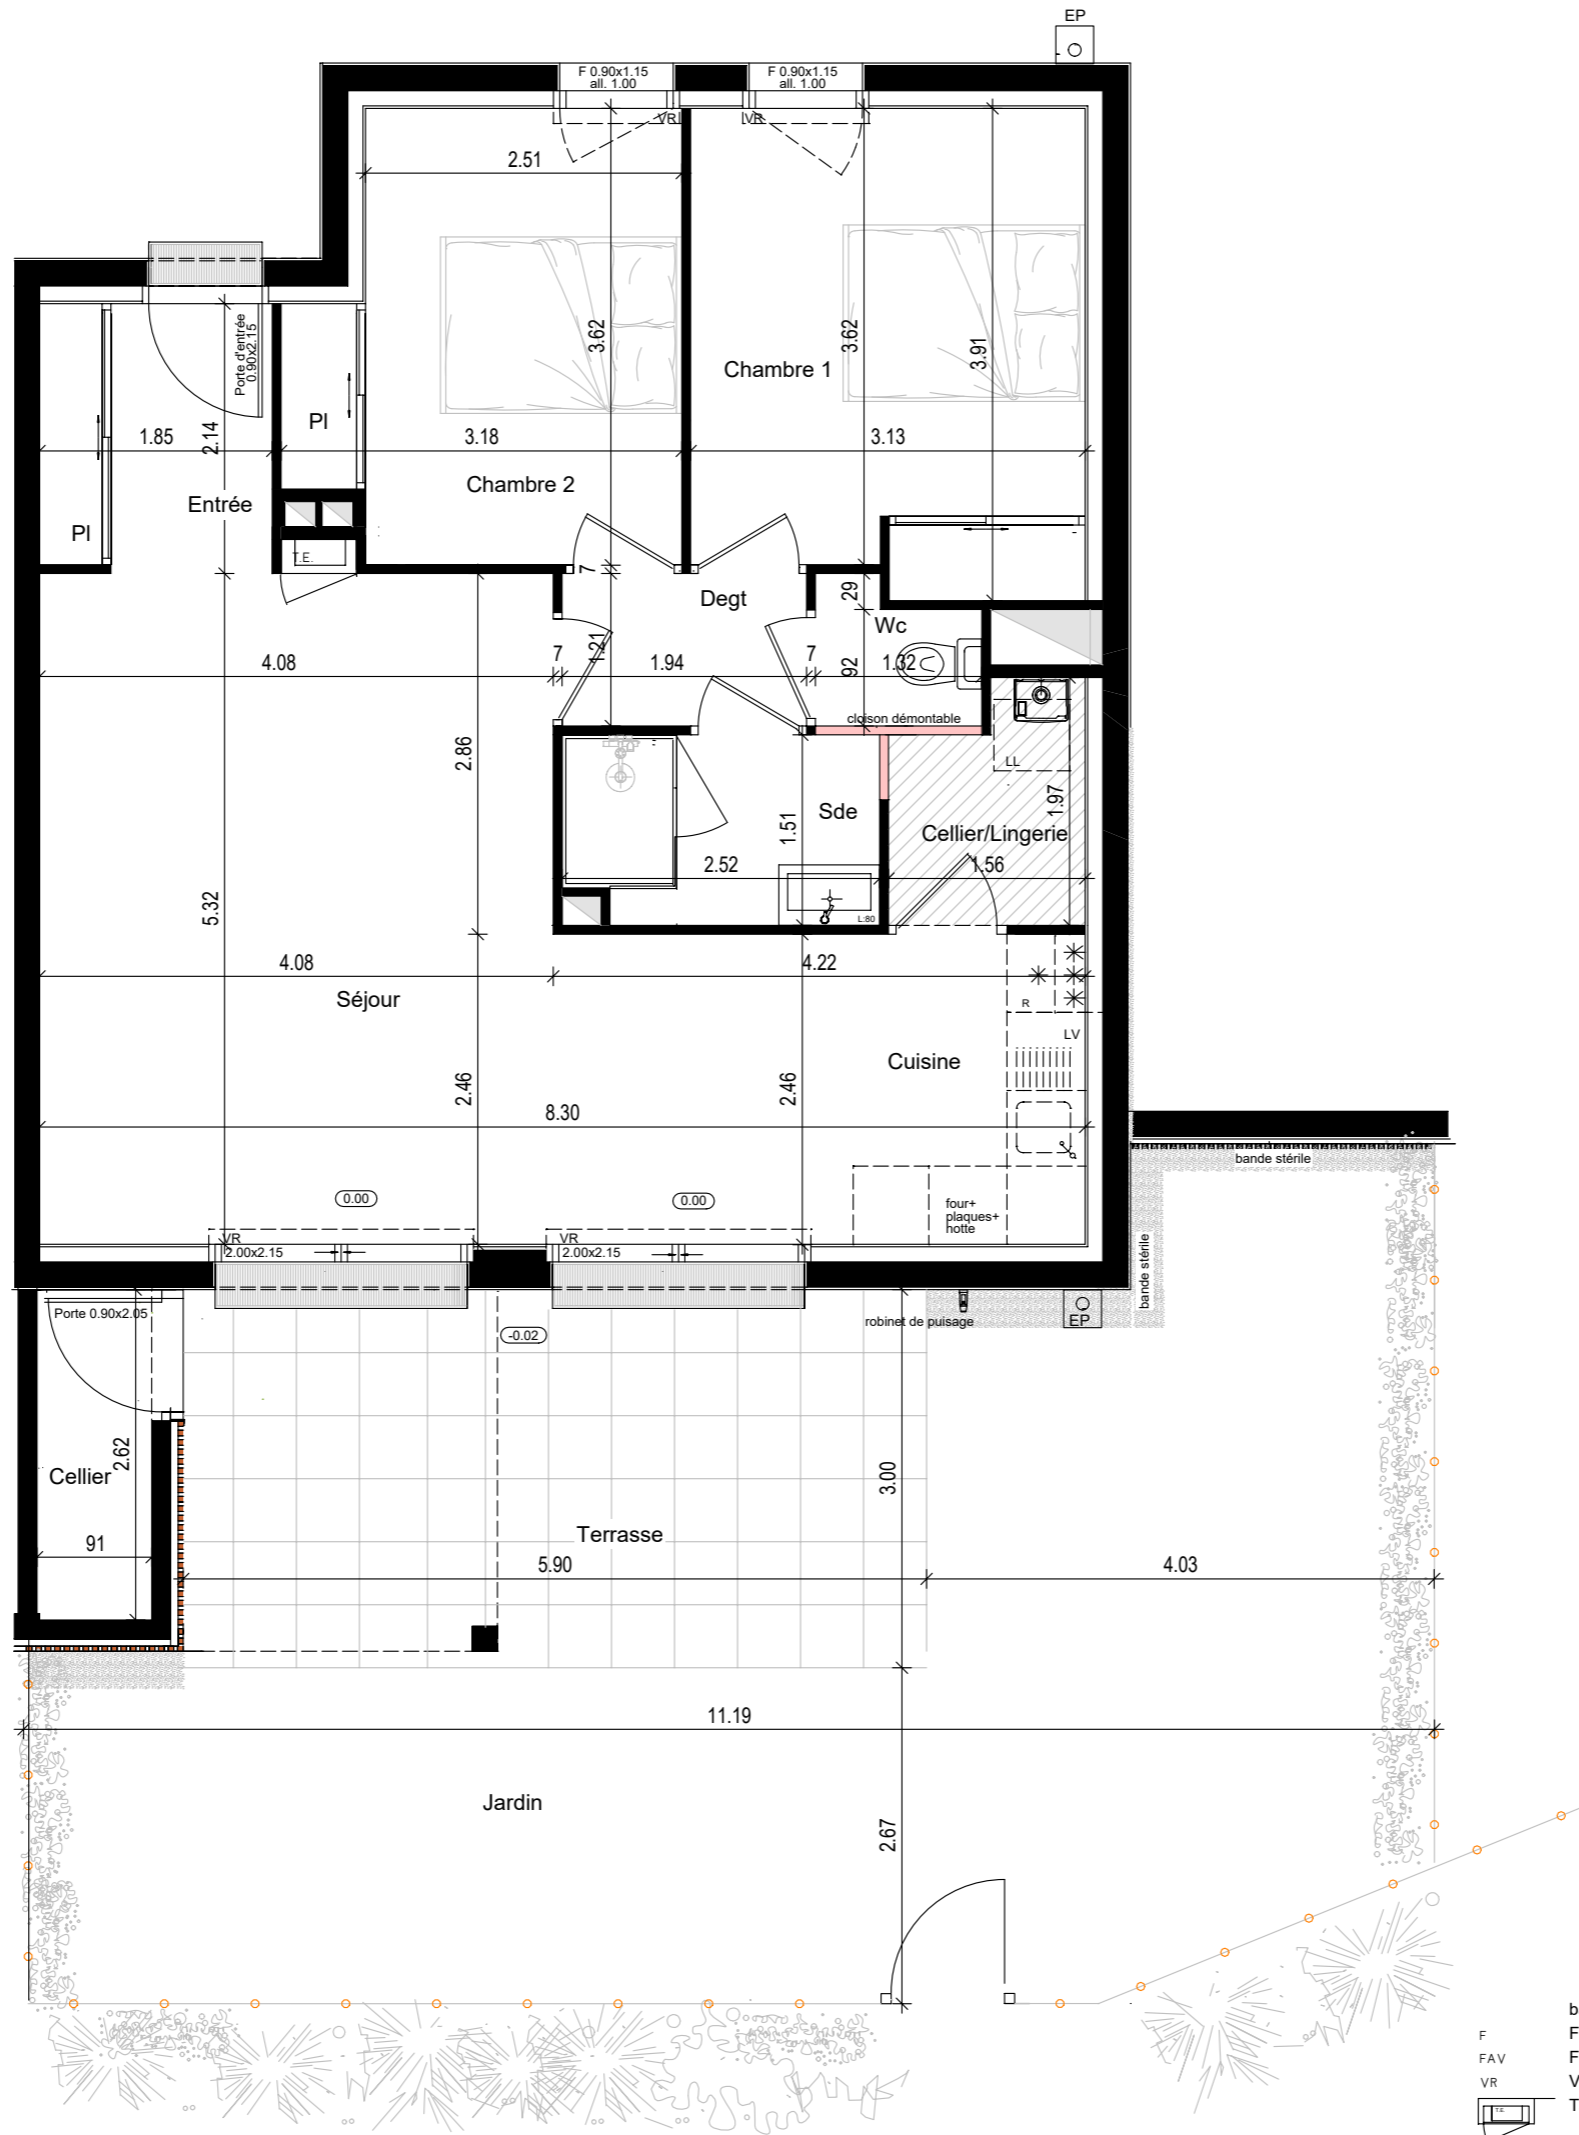 EP
F 0.90x1.15
all. 1.00
F 0.90x1.15
all. 1.00
VR
VR
2.51
Porte d'entrée
0.90x2.15
3.62
3.62
3.91
Chambre 1
Pl
1.85
2.14
3.18
3.13
Chambre 2
Entrée
Pl
T.E.
7
Degt
29
Wc
1.21
4.08
7
1.94
7
92
1.32
cloison démontable
2.86
LL
1.97
Sde
1.51
Cellier/Lingerie
2.52
1.56
5.32
L:80
4.08
4.22
Séjour
R
LV
Cuisine
2.46
2.46
8.30
bande stérile
0.00
0.00
four+
plaques+
hotte
VR
2.00x2.15
VR
2.00x2.15
bande stérile
Porte 0.90x2.05
robinet de puisage
EP
-0.02
2.62
Cellier
3.00
91
Terrasse
5.90
4.03
11.19
Jardin
2.67
b
F F
FAV F
VR V
T.E. T